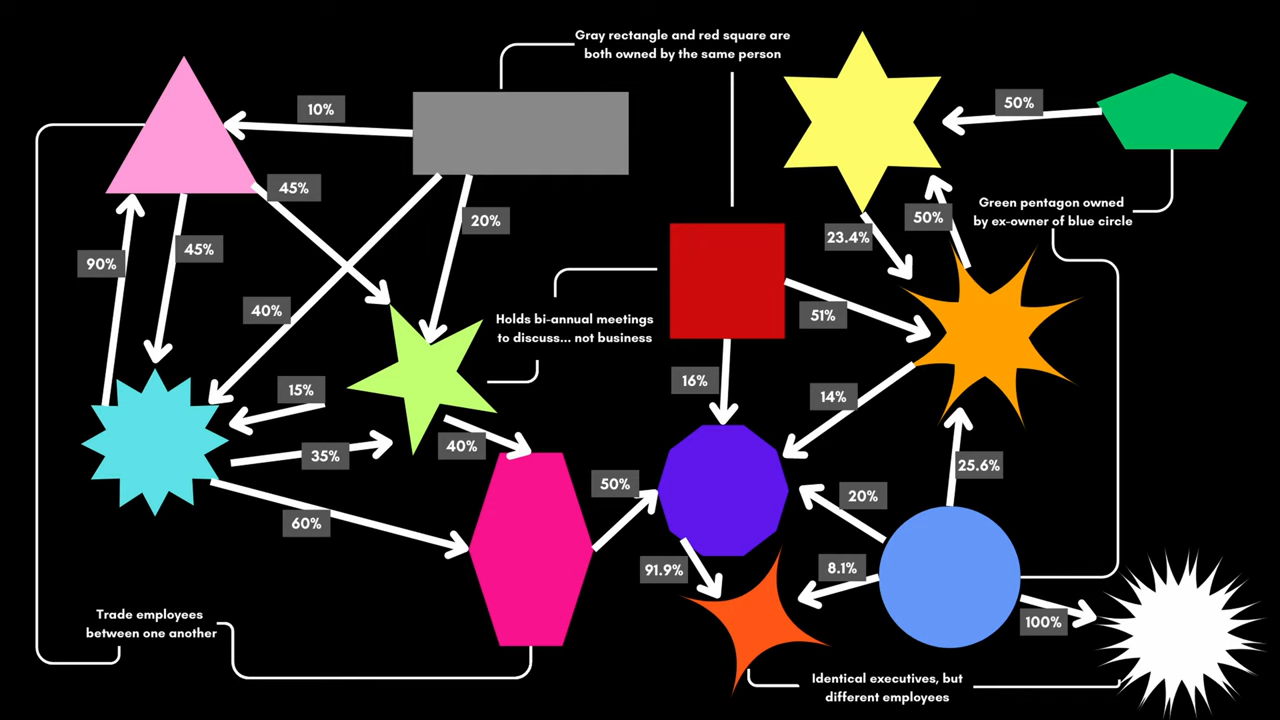 Gray rectangle and red square are
both owned by the same person
10%
50%
45%
20%
Green pentagon owned
by ex-owner of blue circle
50%
23.4%
45%
90%
40%
Holds bi-annual meetings
to discuss... not business
51%
16%
14%
15%
40%
35%
25.6%
50%
20%
60%
91.9%
8.1%
100%
Trade employees
between one another
Identical executives, but
different employees